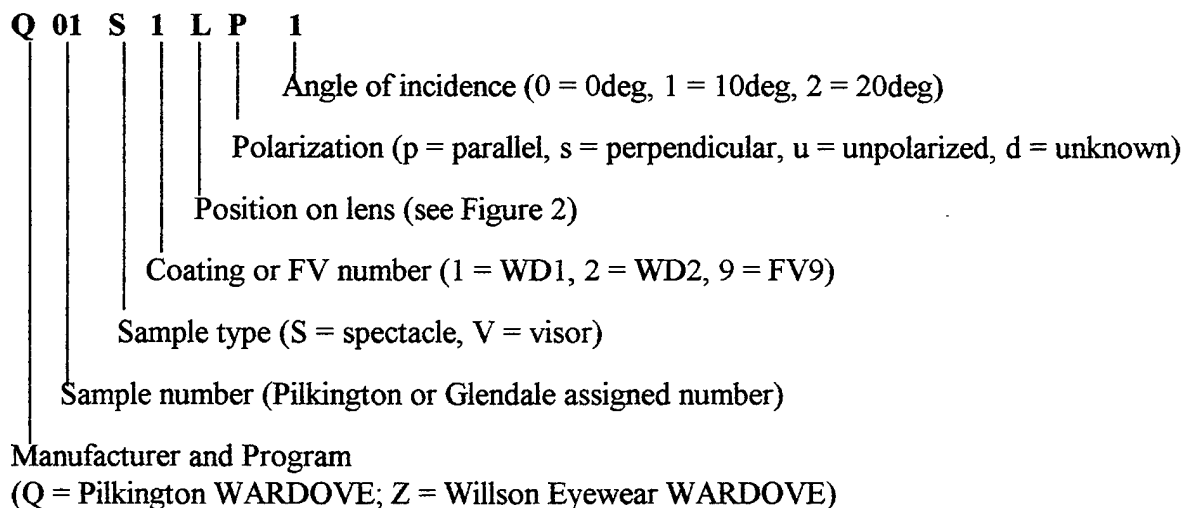 Q 01 S 1 L P 1
Angle of incidence (0 = 0deg, 1 = 10deg, 2 = 20deg)
Polarization (p = parallel, s = perpendicular, u = unpolarized, d = unknown)
Position on lens (see Figure 2)
Coating or FV number (1 = WD1, 2 = WD2, 9 = FV9)
Sample type (S = spectacle, V = visor)
Sample number (Pilkington or Glendale assigned number)
Manufacturer and Program
(Q = Pilkington WARDOVE; Z = Willson Eyewear WARDOVE)